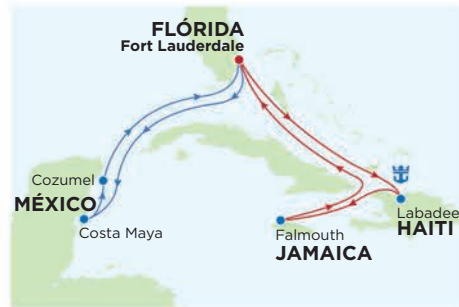 FLÓRIDA
Fort Lauderdale
Cozumel
MÉXICO
Costa Maya
Labadee
HAITI
Falmouth
JAMAICA